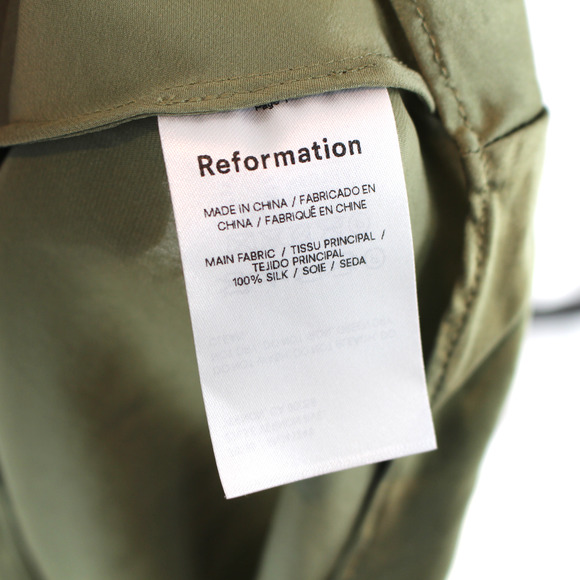 Reformation
MADE IN CHINA / FABRICADO EN
CHINA / FABRIQUĒ EN CHINE
MAIN FABRIC / TISSU PRINCIPAL /
TEJIDO PRINCIPAL
100% SILK / SOIE / SEDA